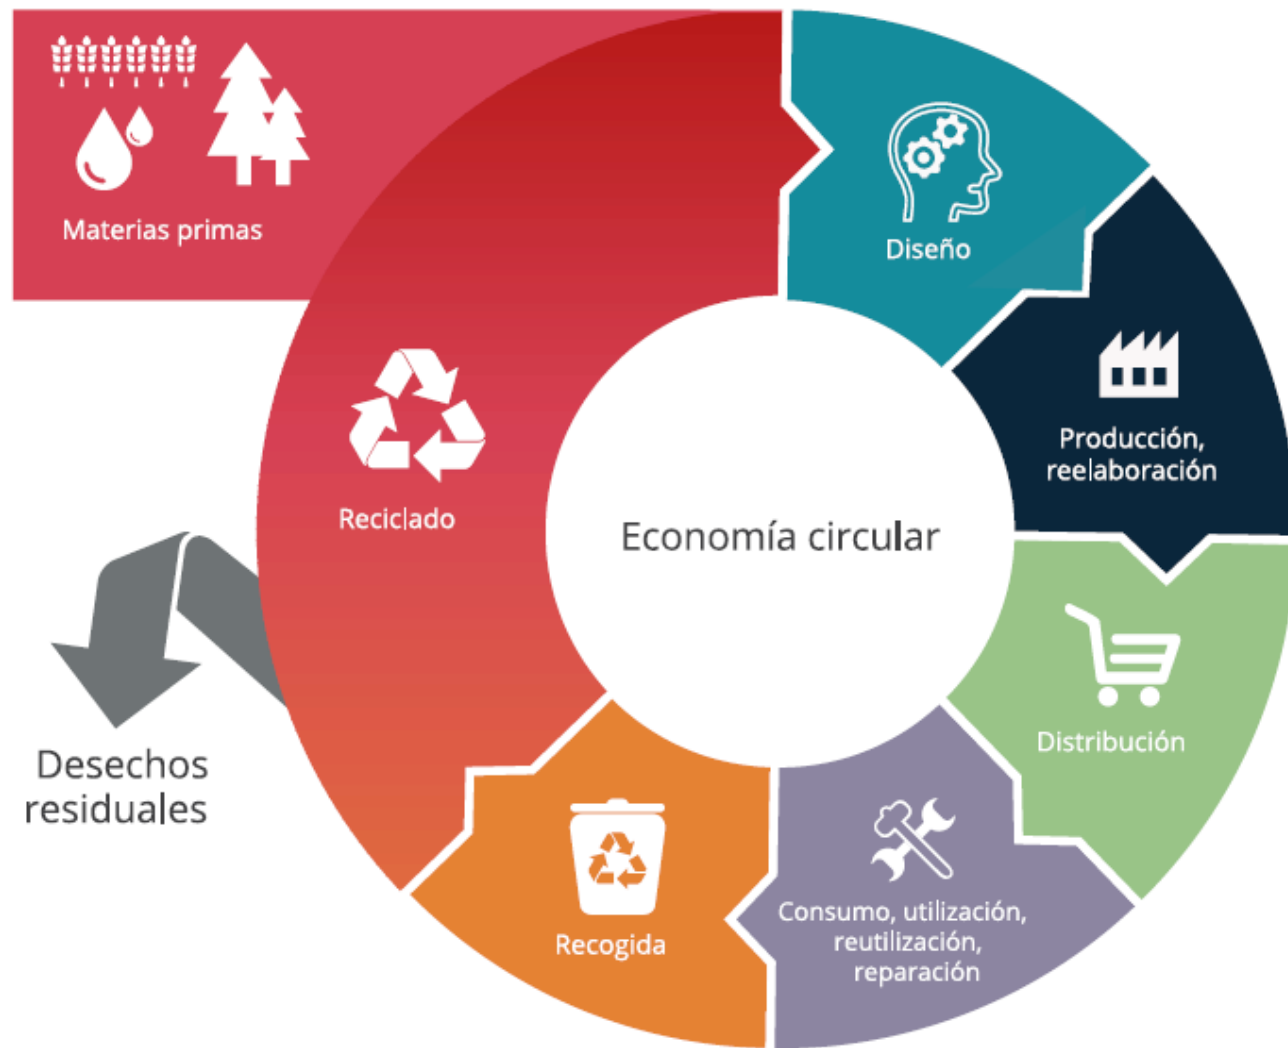 Materias primas
Diseño
Producción,
reelaboración
Reciclado
Economía circular
Distribución
Desechos
residuales
Consumo, utilización,
reutilización,
reparación
Recogida